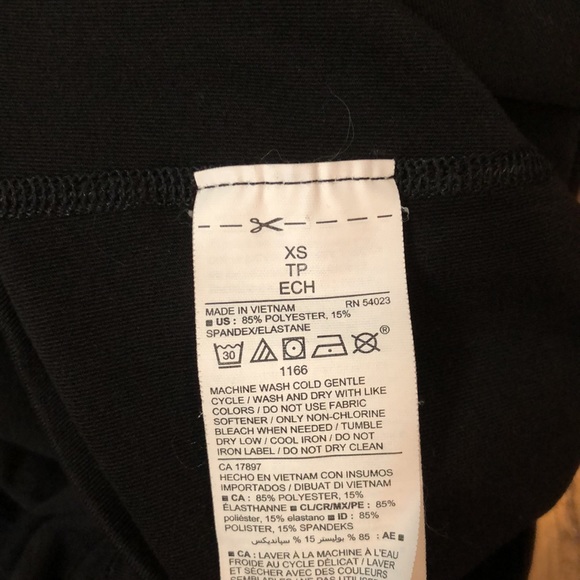 XS
TP
ECH
MADE IN VIETNAM RN 54023
■ US : 85% POLYESTER, 15%
SPANDEX/ELASTANE
30
®
1166
MACHINE WASH COLD GENTLE
CYCLE / WASH AND DRY WITH LIKE
COLORS / DO NOT USE FABRIC
SOFTENER / ONLY NON-CHLORINE
BLEACH WHEN NEEDED / TUMBLE
DRY LOW / COOL IRON / DO NOT
IRON LABEL / DO NOT DRY CLEAN
CA 17897
HECHO EN VIETNAM CON INSUMOS
IMPORTADOS / DIBUAT DI VIETNAM
■ CA : 85% POLYESTER, 15%
ÉLASTHANNE ■ CL/CR/MX/PE : 85%
poliéster, 15% elastano ■ ID : 85%
POLISTER, 15% SPANDEKS
■ AE : 85 % بوليستر 15 % سبانديكس
■ CA : LAVER À LA MACHINE À L'EAU
FROIDE AU CYCLE DÉLICAT / LAVER
ET SÉCHER AVEC DES COULEURS